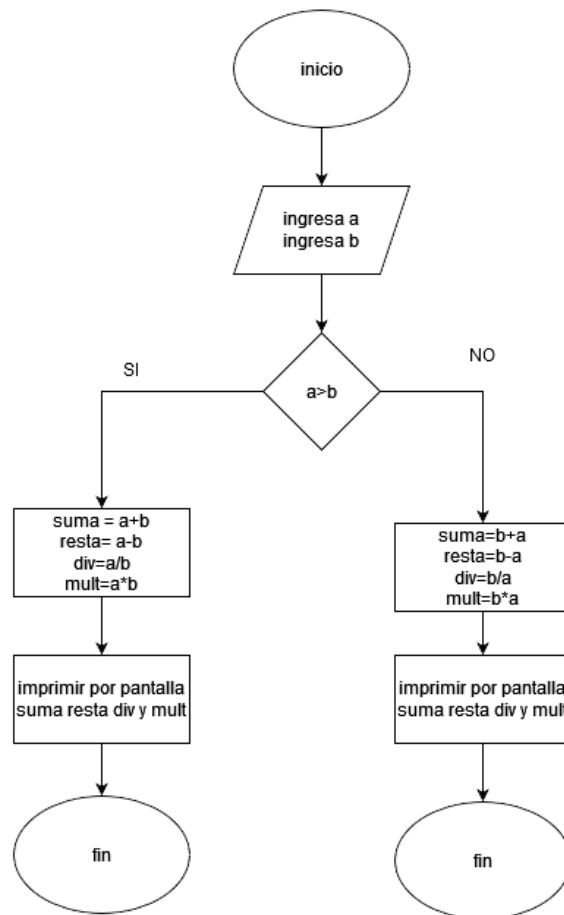 inicio
ingresa a
ingresa b
a>b
SI
NO
suma = a+b
resta= a-b
div=a/b
mult=a*b
imprimir por pantalla
suma resta div y mult
fin
suma=b+a
resta=b-a
div=b/a
mult=b*a
imprimir por pantalla
suma resta div y mult
fin